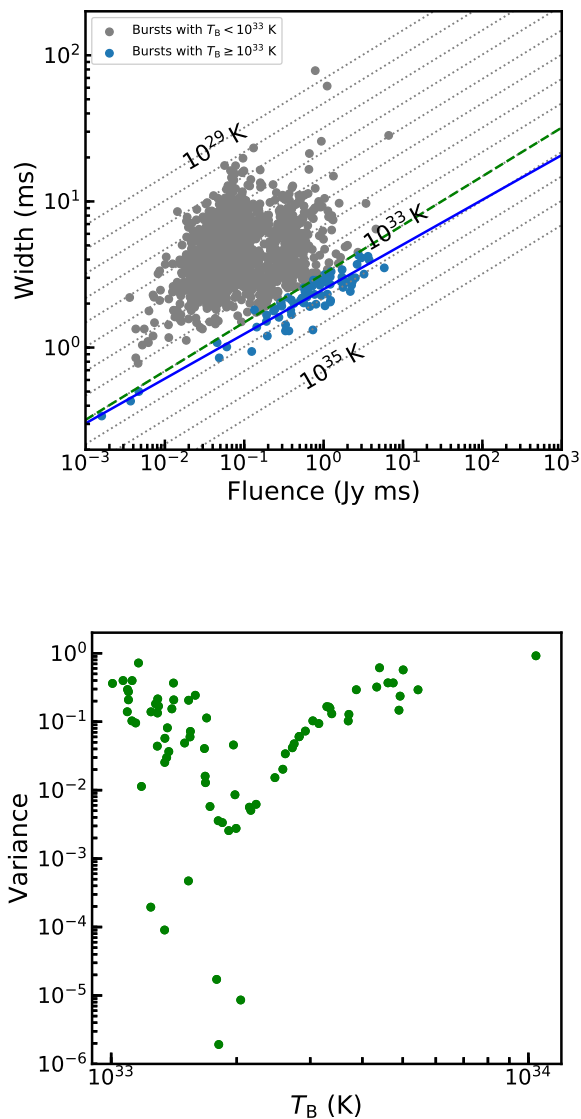 Bursts with T_B < 10^33 K
Bursts with T_B ≥ 10^33 K
10^2
10^1
10^0
Width (ms)
10^29 K
10^33 K
10^35 K
10^−3 10^−2 10^−1 10^0 10^1 10^2 10^3
Fluence (Jy ms)
10^0
10^−1
10^−2
10^−3
10^−4
10^−5
10^−6
Variance
10^33 10^34
T_B (K)